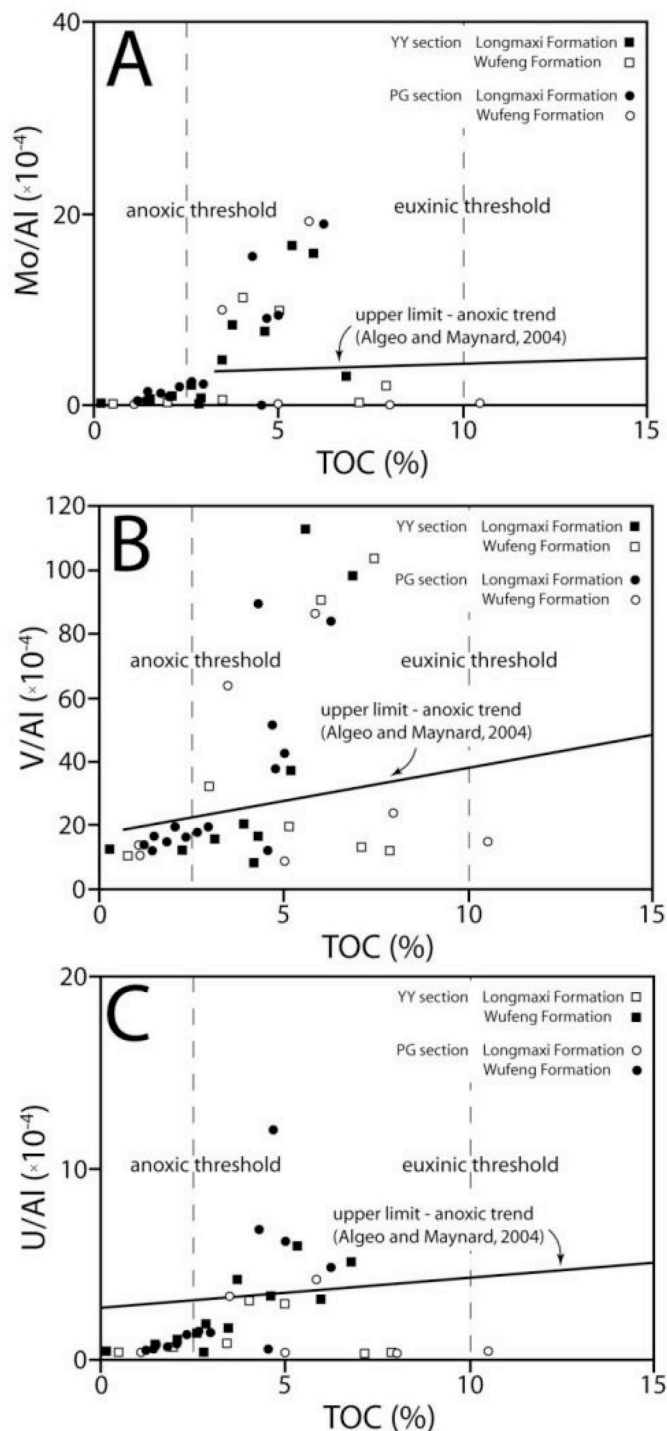 A
40
20
0
Mo/Al (×10-4)
YY section Longmaxi Formation
Wufeng Formation
PG section Longmaxi Formation
Wufeng Formation
anoxic threshold
euxinic threshold
upper limit - anoxic trend
(Algeo and Maynard, 2004)
0 5 10 15
TOC (%)
B
120
100
80
60
40
20
0
V/Al (×10-4)
YY section Longmaxi Formation
Wufeng Formation
PG section Longmaxi Formation
Wufeng Formation
anoxic threshold
euxinic threshold
upper limit - anoxic trend
(Algeo and Maynard, 2004)
0 5 10 15
TOC (%)
C
20
10
0
U/Al (×10-4)
YY section Longmaxi Formation
Wufeng Formation
PG section Longmaxi Formation
Wufeng Formation
anoxic threshold
euxinic threshold
upper limit - anoxic trend
(Algeo and Maynard, 2004)
0 5 10 15
TOC (%)